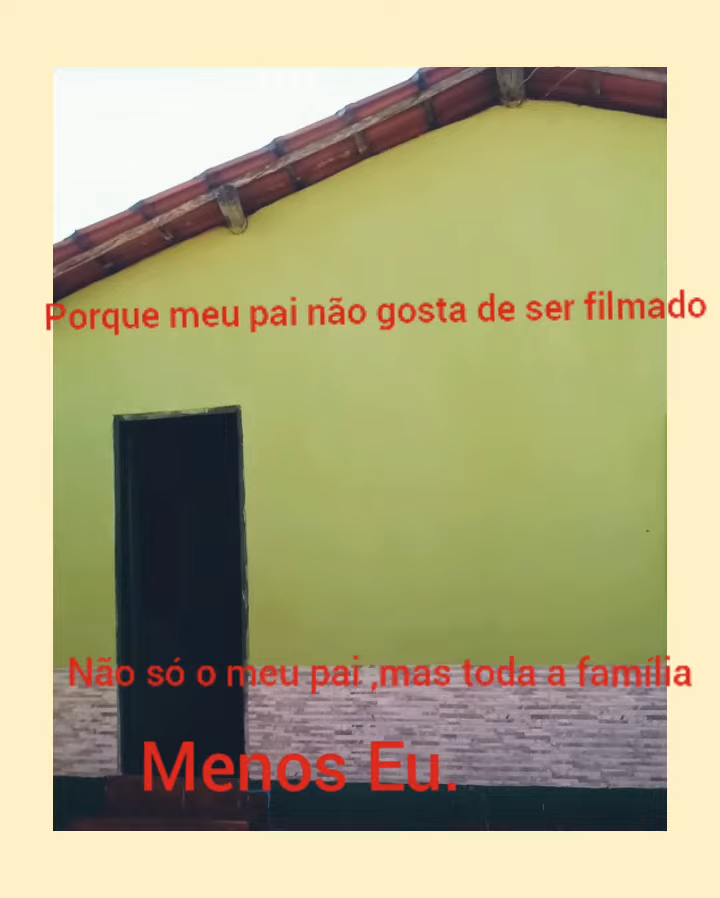 Porque meu pai não gosta de ser filmado
Não só o meu pai ,mas toda a família
Menos Eu.